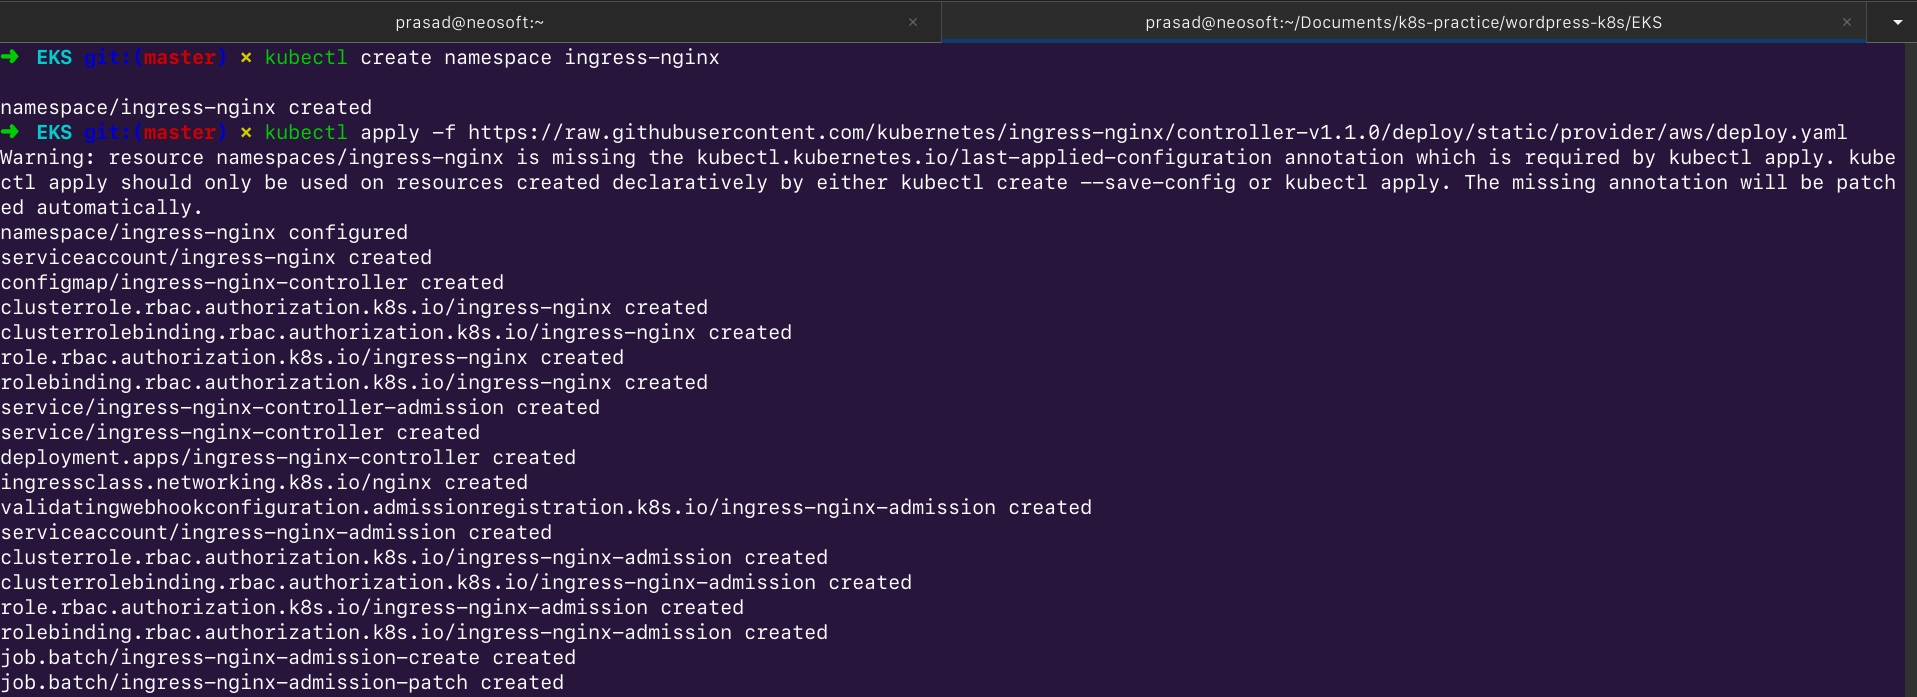 prasad@neosoft:~ × prasad@neosoft:~/Documents/k8s-practice/wordpress-k8s/EKS ×
➜ EKS git:(master) × kubectl create namespace ingress-nginx
namespace/ingress-nginx created
➜ EKS git:(master) × kubectl apply -f https://raw.githubusercontent.com/kubernetes/ingress-nginx/controller-v1.1.0/deploy/static/provider/aws/deploy.yaml
Warning: resource namespaces/ingress-nginx is missing the kubectl.kubernetes.io/last-applied-configuration annotation which is required by kubectl apply. kube
ctl apply should only be used on resources created declaratively by either kubectl create --save-config or kubectl apply. The missing annotation will be patch
ed automatically.
namespace/ingress-nginx configured
serviceaccount/ingress-nginx created
configmap/ingress-nginx-controller created
clusterrole.rbac.authorization.k8s.io/ingress-nginx created
clusterrolebinding.rbac.authorization.k8s.io/ingress-nginx created
role.rbac.authorization.k8s.io/ingress-nginx created
rolebinding.rbac.authorization.k8s.io/ingress-nginx created
service/ingress-nginx-controller-admission created
service/ingress-nginx-controller created
deployment.apps/ingress-nginx-controller created
ingressclass.networking.k8s.io/nginx created
validatingwebhookconfiguration.admissionregistration.k8s.io/ingress-nginx-admission created
serviceaccount/ingress-nginx-admission created
clusterrole.rbac.authorization.k8s.io/ingress-nginx-admission created
clusterrolebinding.rbac.authorization.k8s.io/ingress-nginx-admission created
role.rbac.authorization.k8s.io/ingress-nginx-admission created
rolebinding.rbac.authorization.k8s.io/ingress-nginx-admission created
job.batch/ingress-nginx-admission-create created
job.batch/ingress-nginx-admission-patch created